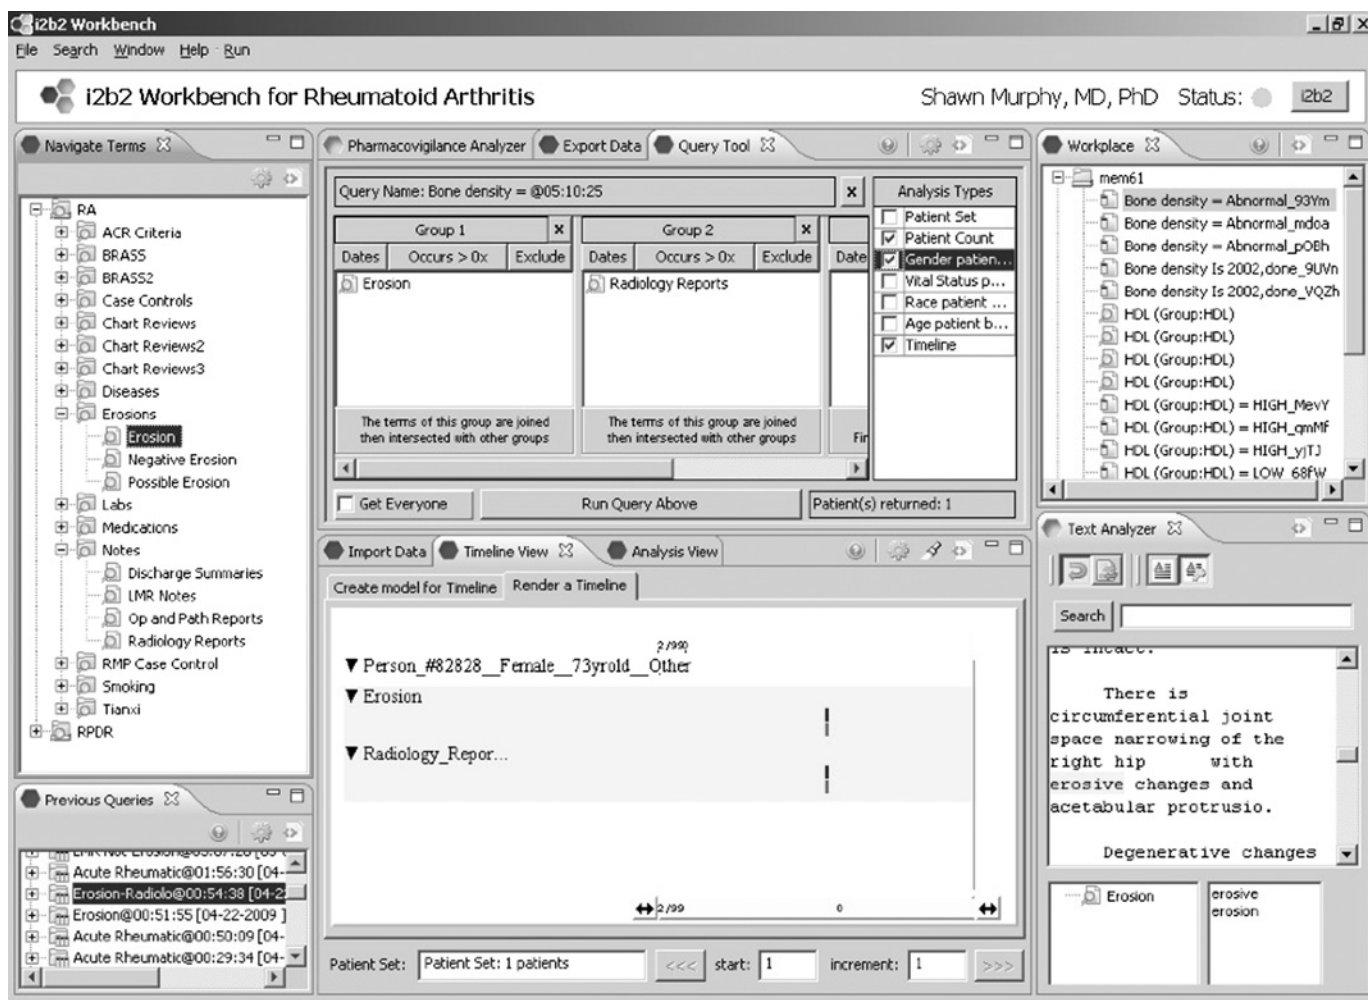 i2b2 Workbench
File Search Window Help Run
i2b2 Workbench for Rheumatoid Arthritis
Shawn Murphy, MD, PhD Status: i2b2
Navigate Terms
RA
ACR Criteria
BRASS
BRASS2
Case Controls
Chart Reviews
Chart Reviews2
Chart Reviews3
Diseases
Erosions
Erosion
Negative Erosion
Possible Erosion
Labs
Medications
Notes
Discharge Summaries
LMR Notes
Op and Path Reports
Radiology Reports
RMP Case Control
Smoking
Tianxi
RPDR
Previous Queries
Acute Rheumatic@01:56:30 [04-
Erosion-Radiolo@00:54:38 [04-2
Erosion@00:51:55 [04-22-2009 ]
Acute Rheumatic@00:50:09 [04-
Acute Rheumatic@00:29:34 [04-
Pharmacovigilance Analyzer Export Data Query Tool
Query Name: Bone density = @05:10:25 x
Group 1 x
Dates Occurs > 0x Exclude
Erosion
The terms of this group are joined
then intersected with other groups
Group 2 x
Dates Occurs > 0x Exclude
Radiology Reports
The terms of this group are joined
then intersected with other groups
Date
Fir
Analysis Types
Patient Set
Patient Count
Gender patien...
Vital Status p...
Race patient ...
Age patient b...
Timeline
Get Everyone Run Query Above Patient(s) returned: 1
Import Data Timeline View Analysis View
Create model for Timeline Render a Timeline
Person_#82828__Female__73yrold__Other
Erosion
Radiology_Repor...
2/99 0
Patient Set: Patient Set: 1 patients <<< start: 1 increment: 1 >>>
Workplace
mem61
Bone density = Abnormal_93Ym
Bone density = Abnormal_mdoa
Bone density = Abnormal_pOBh
Bone density Is 2002,done_9UVn
Bone density Is 2002,done_VQZh
HDL (Group:HDL)
HDL (Group:HDL)
HDL (Group:HDL)
HDL (Group:HDL)
HDL (Group:HDL) = HIGH_MevY
HDL (Group:HDL) = HIGH_qmMf
HDL (Group:HDL) = HIGH_yjTJ
HDL (Group:HDL) = LOW_68fW
Text Analyzer
Search
is intact.
There is
circumferential joint
space narrowing of the
right hip with
erosive changes and
acetabular protrusio.
Degenerative changes
Erosion
erosive
erosion